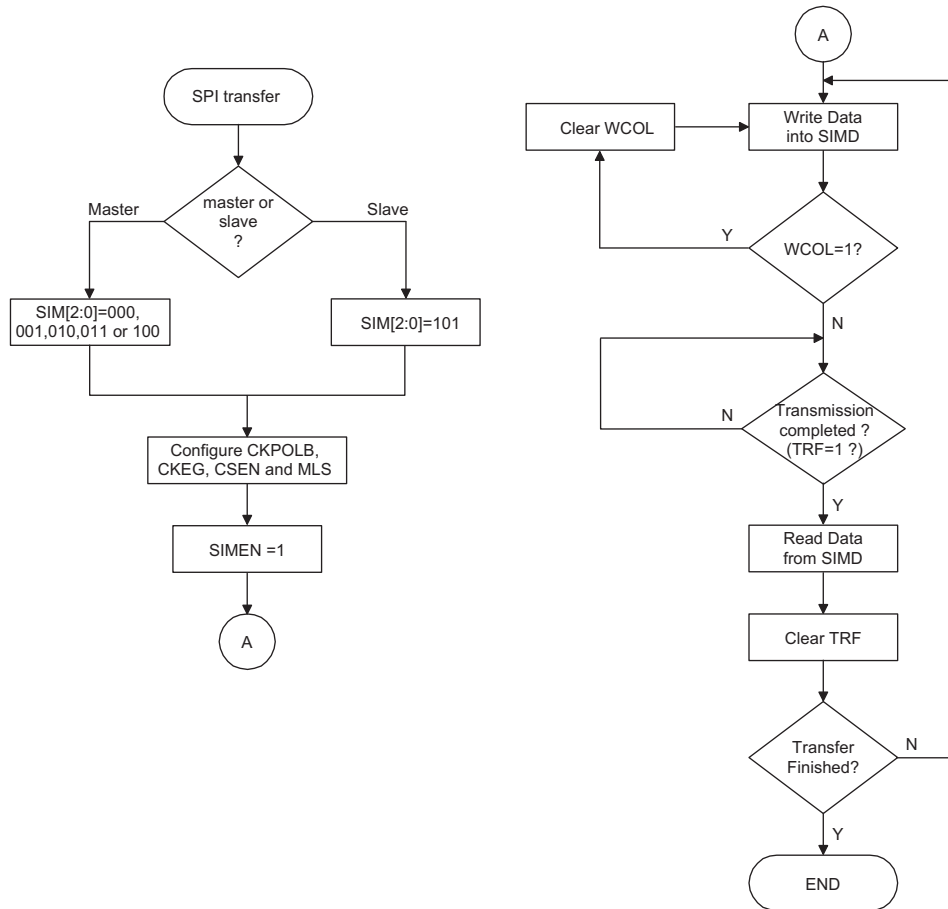 SPI transfer
master or
slave
?
Master
Slave
SIM[2:0]=000,
001,010,011 or 100
SIM[2:0]=101
Configure CKPOLB,
CKEG, CSEN and MLS
SIMEN =1
A
A
Write Data
into SIMD
Clear WCOL
WCOL=1?
Y
N
Transmission
completed ?
(TRF=1 ?)
N
Y
Read Data
from SIMD
Clear TRF
Transfer
Finished?
N
Y
END